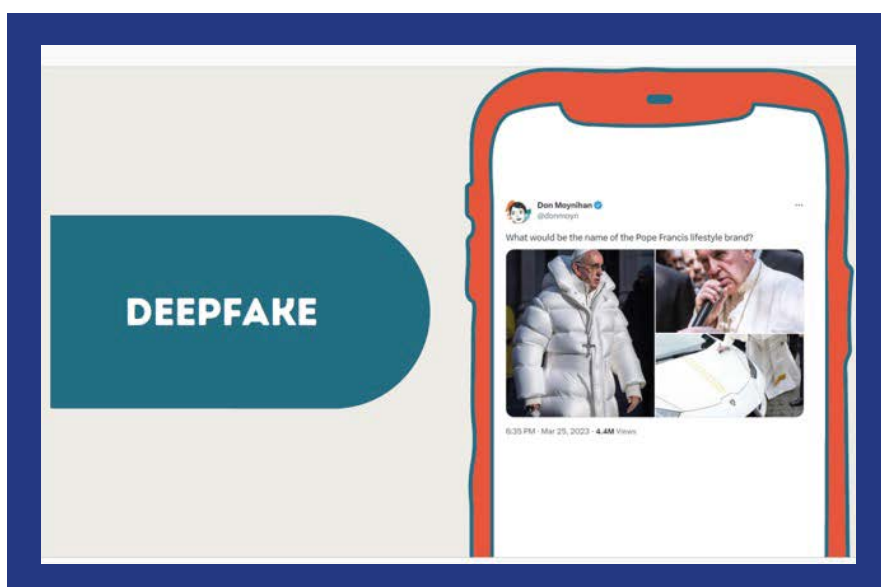 DEEPFAKE
Don Moynihan
@donmoyn
What would be the name of the Pope Francis lifestyle brand?
6:35 PM · Mar 25, 2023 · 4.4M Views